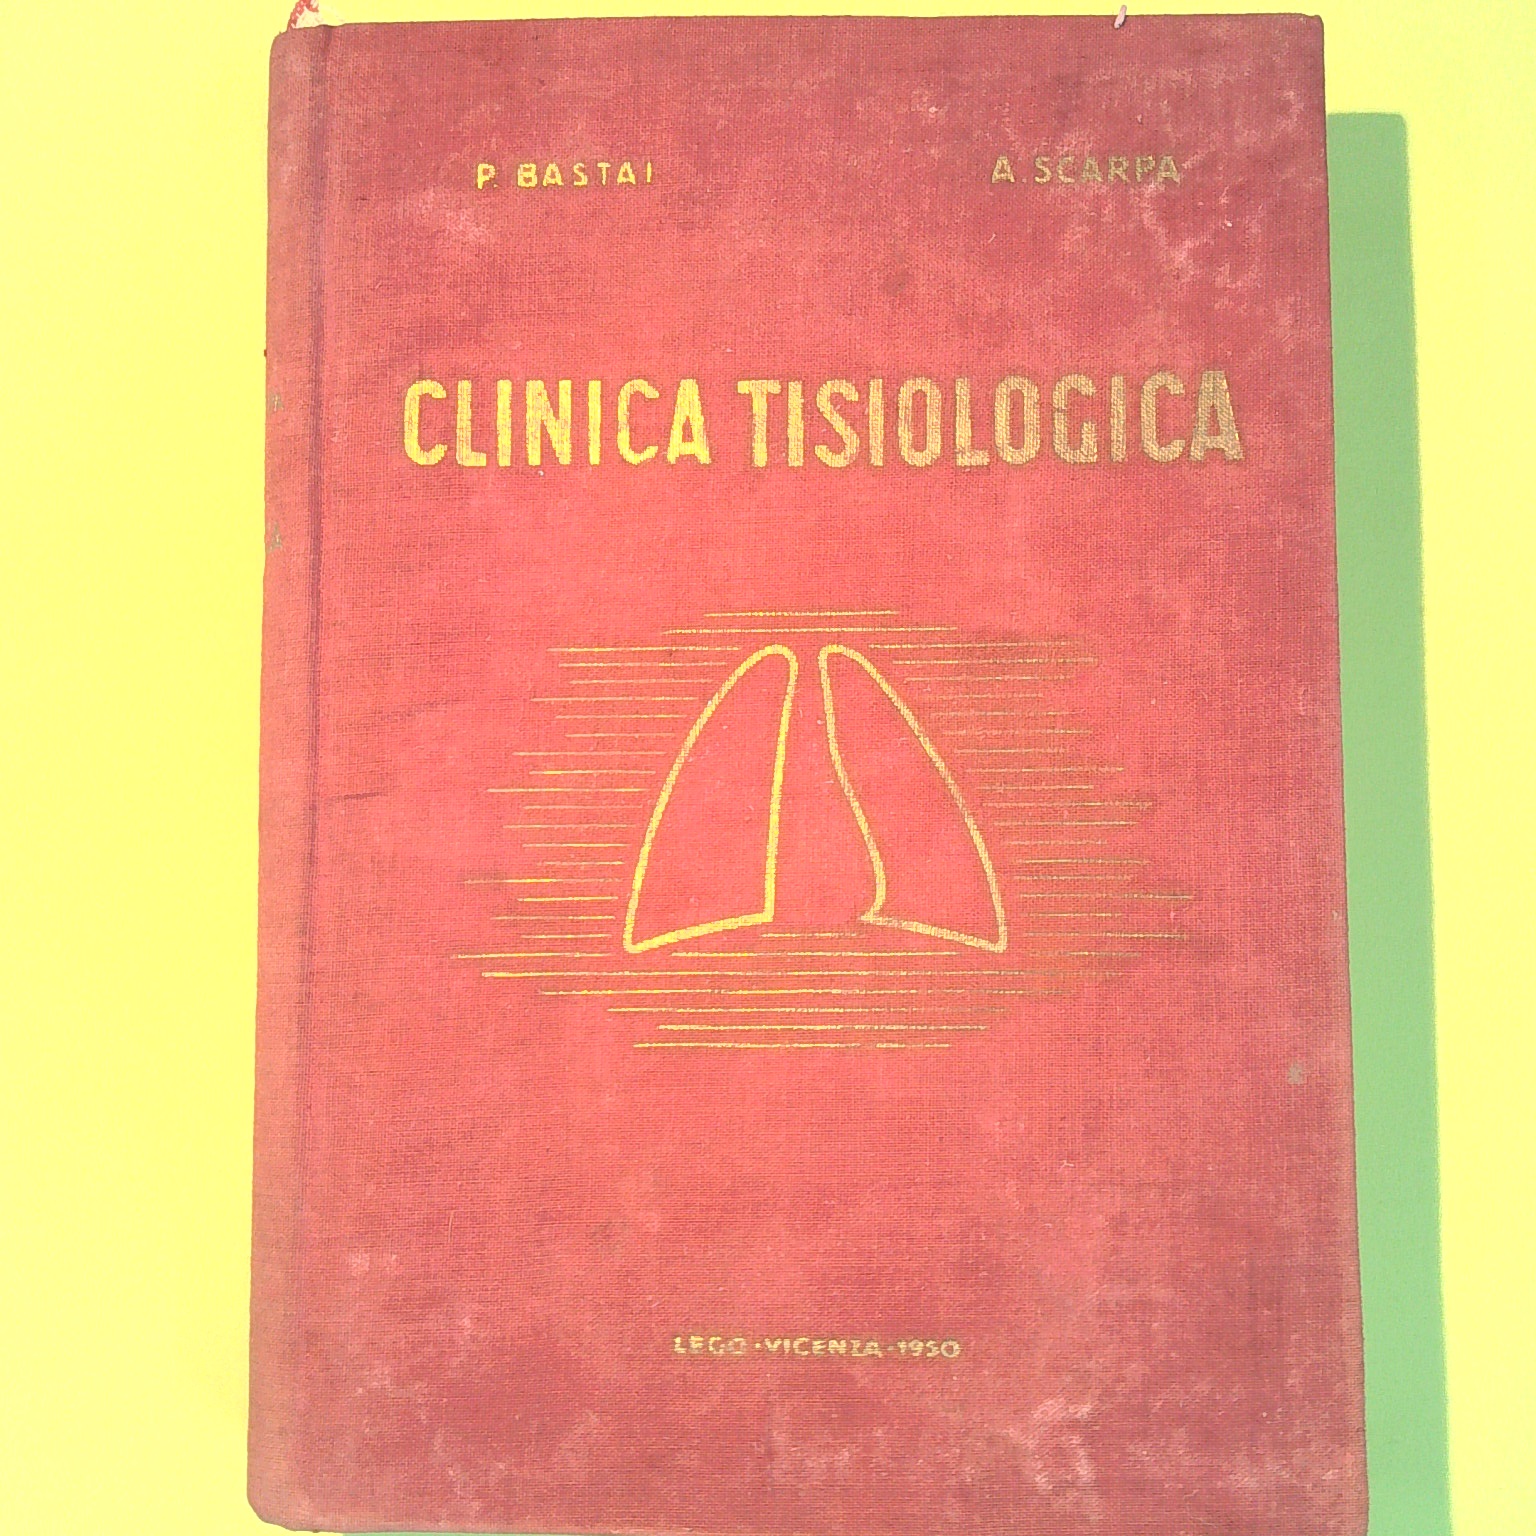 P. BASTAI A. SCARPA
CLINICA TISIOLOGICA
LEGO · VICENZA · 1950